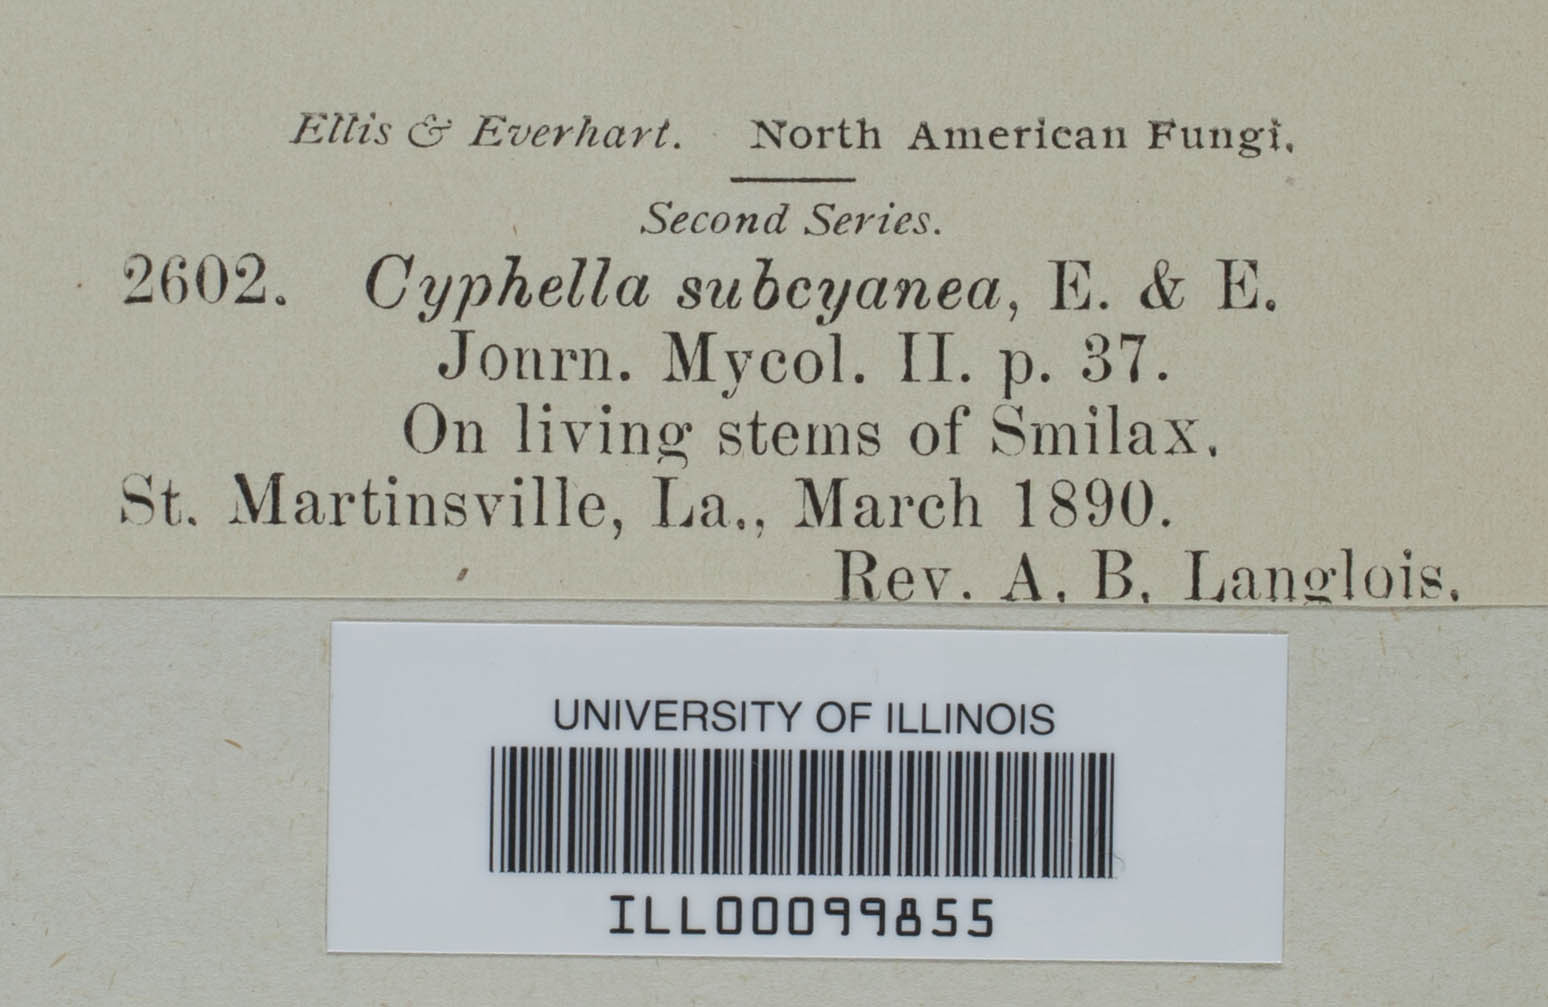 Ellis & Everhart. North American Fungi.
Second Series.
2602. Cyphella subcyanea, E. & E.
Journ. Mycol. II. p. 37.
On living stems of Smilax.
St. Martinsville, La., March 1890.
Rev. A. B. Langlois.
UNIVERSITY OF ILLINOIS
ILL00099855